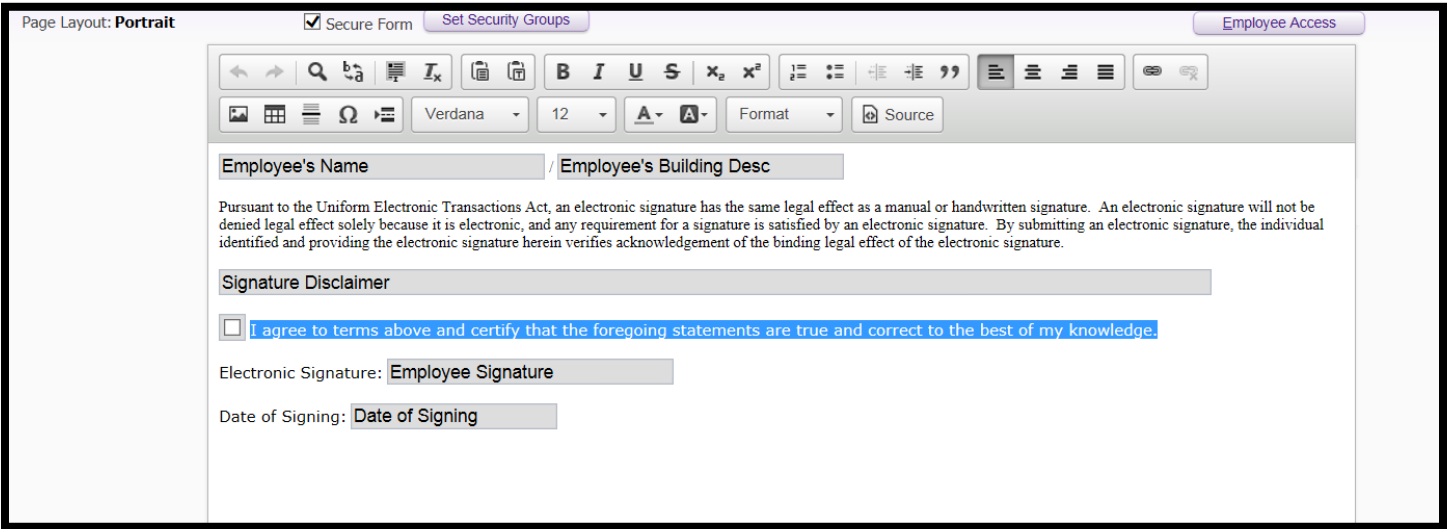 Page Layout: Portrait Secure Form Set Security Groups Employee Access
B I U S x₂ x²
Verdana 12 A A Format Source
Employee's Name / Employee's Building Desc
Pursuant to the Uniform Electronic Transactions Act, an electronic signature has the same legal effect as a manual or handwritten signature.  An electronic signature will not be
denied legal effect solely because it is electronic, and any requirement for a signature is satisfied by an electronic signature.  By submitting an electronic signature, the individual
identified and providing the electronic signature herein verifies acknowledgement of the binding legal effect of the electronic signature.
Signature Disclaimer
I agree to terms above and certify that the foregoing statements are true and correct to the best of my knowledge.
Electronic Signature: Employee Signature
Date of Signing: Date of Signing